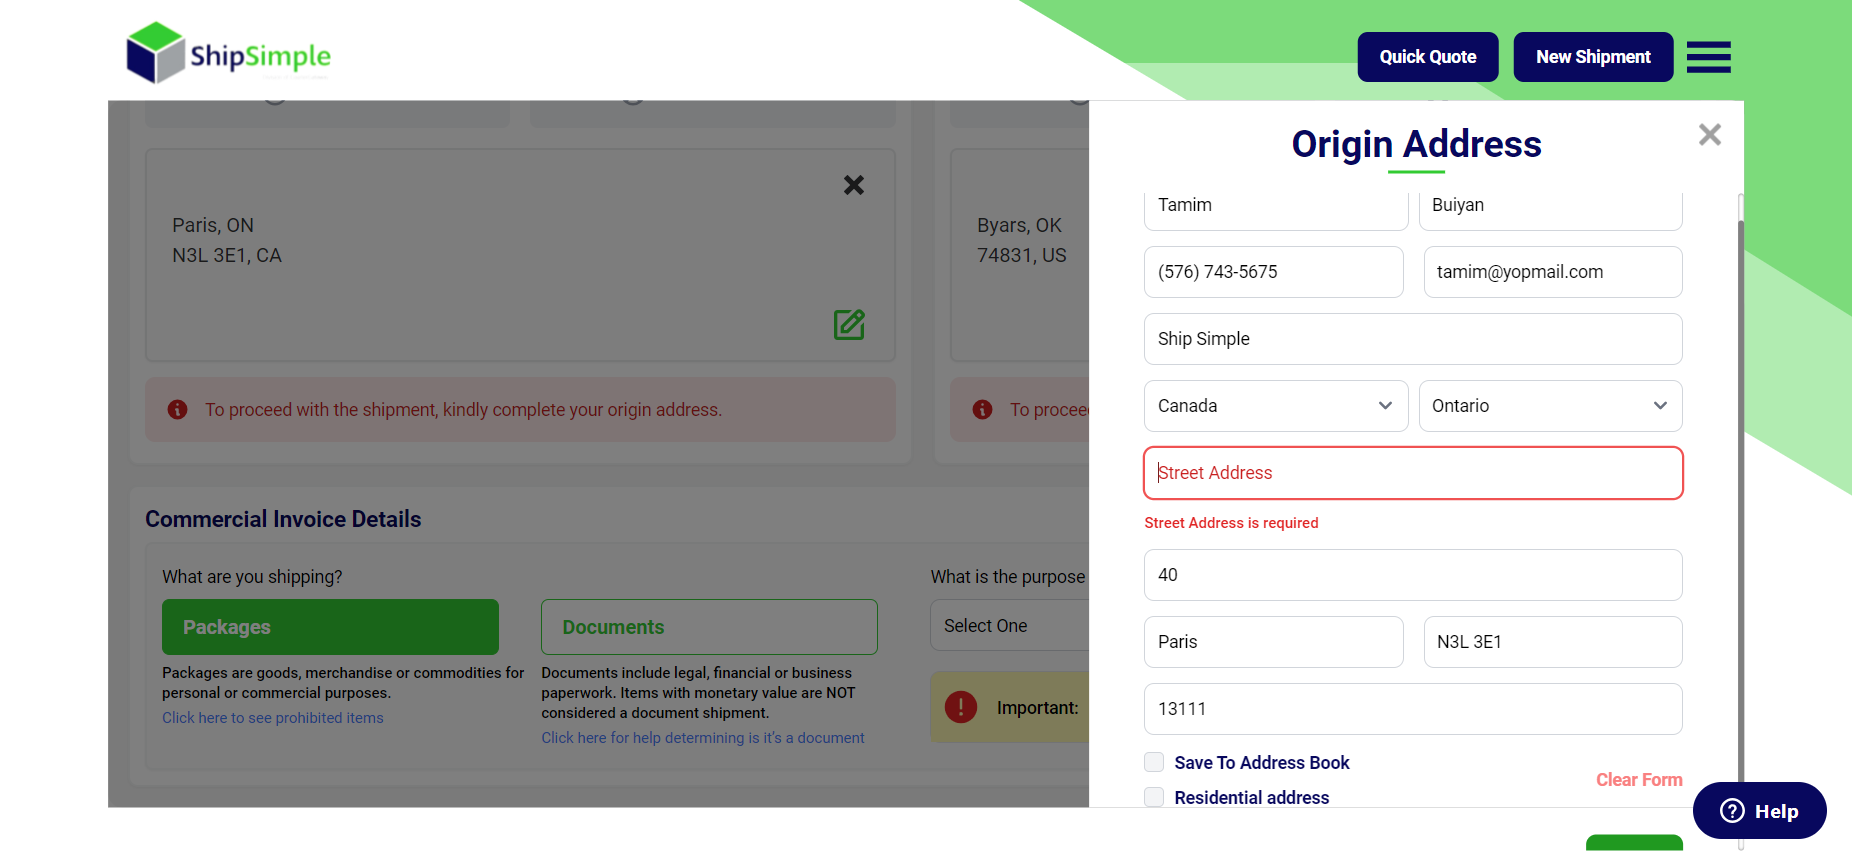 ShipSimple
Quick Quote
New Shipment
Paris, ON
N3L 3E1, CA
To proceed with the shipment, kindly complete your origin address.
Byars, OK
74831, US
To procee
Commercial Invoice Details
What are you shipping?
Packages
Packages are goods, merchandise or commodities for
personal or commercial purposes.
Click here to see prohibited items
Documents
Documents include legal, financial or business
paperwork. Items with monetary value are NOT
considered a document shipment.
Click here for help determining is it's a document
What is the purpose
Select One
Important:
Origin Address
Tamim
Buiyan
(576) 743-5675
tamim@yopmail.com
Ship Simple
Canada
Ontario
Street Address
Street Address is required
40
Paris
N3L 3E1
13111
Save To Address Book
Clear Form
Residential address
Help